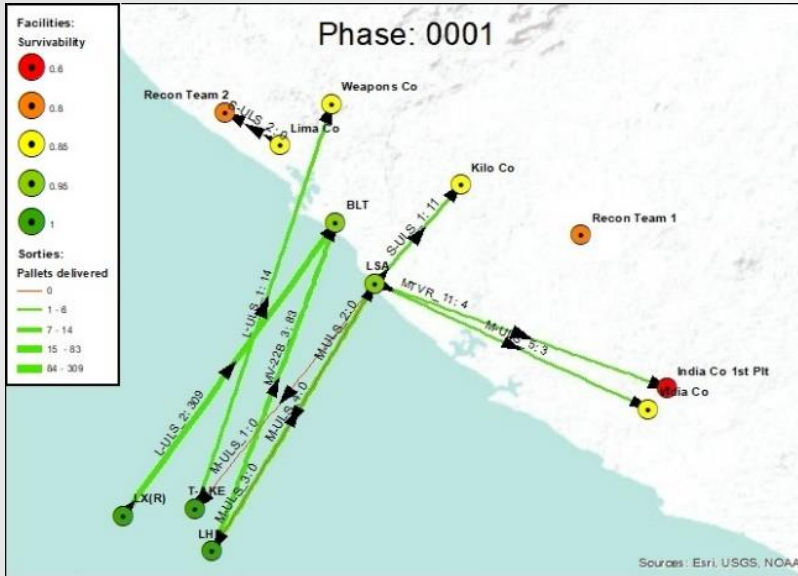 Facilities:
Survivability
0.6
0.8
0.85
0.95
1
Sorties:
Pallets delivered
0
1 - 6
7 - 14
15 - 83
84 - 309
Phase: 0001
Recon Team 2
Weapons Co
S-ULS_2: 0
Lima Co
Kilo Co
BLT
Recon Team 1
S-ULS_1: 11
LSA
MTVR_11: 4
L-ULS_1: 14
M-ULS_2: 0
MV-22B_3: 83
M-ULS_5: 3
India Co 1st Plt
India Co
L-ULS_2: 309
M-ULS_4: 0
M-ULS_1: 0
M-ULS_3: 0
LX(R)
LH
Sources: Esri, USGS, NOAA